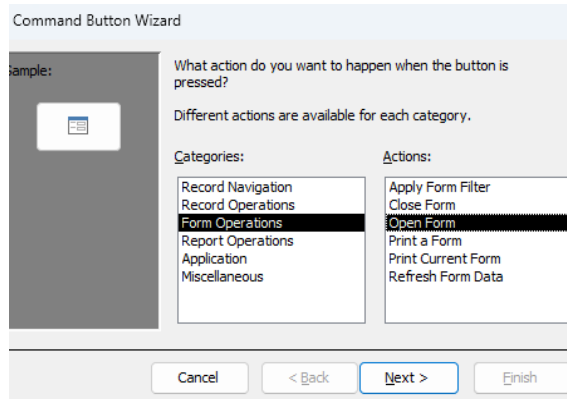 Command Button Wizard
Sample:
What action do you want to happen when the button is
pressed?
Different actions are available for each category.
Categories:
Actions:
Record Navigation
Record Operations
Form Operations
Report Operations
Application
Miscellaneous
Apply Form Filter
Close Form
Open Form
Print a Form
Print Current Form
Refresh Form Data
Cancel
< Back
Next >
Finish